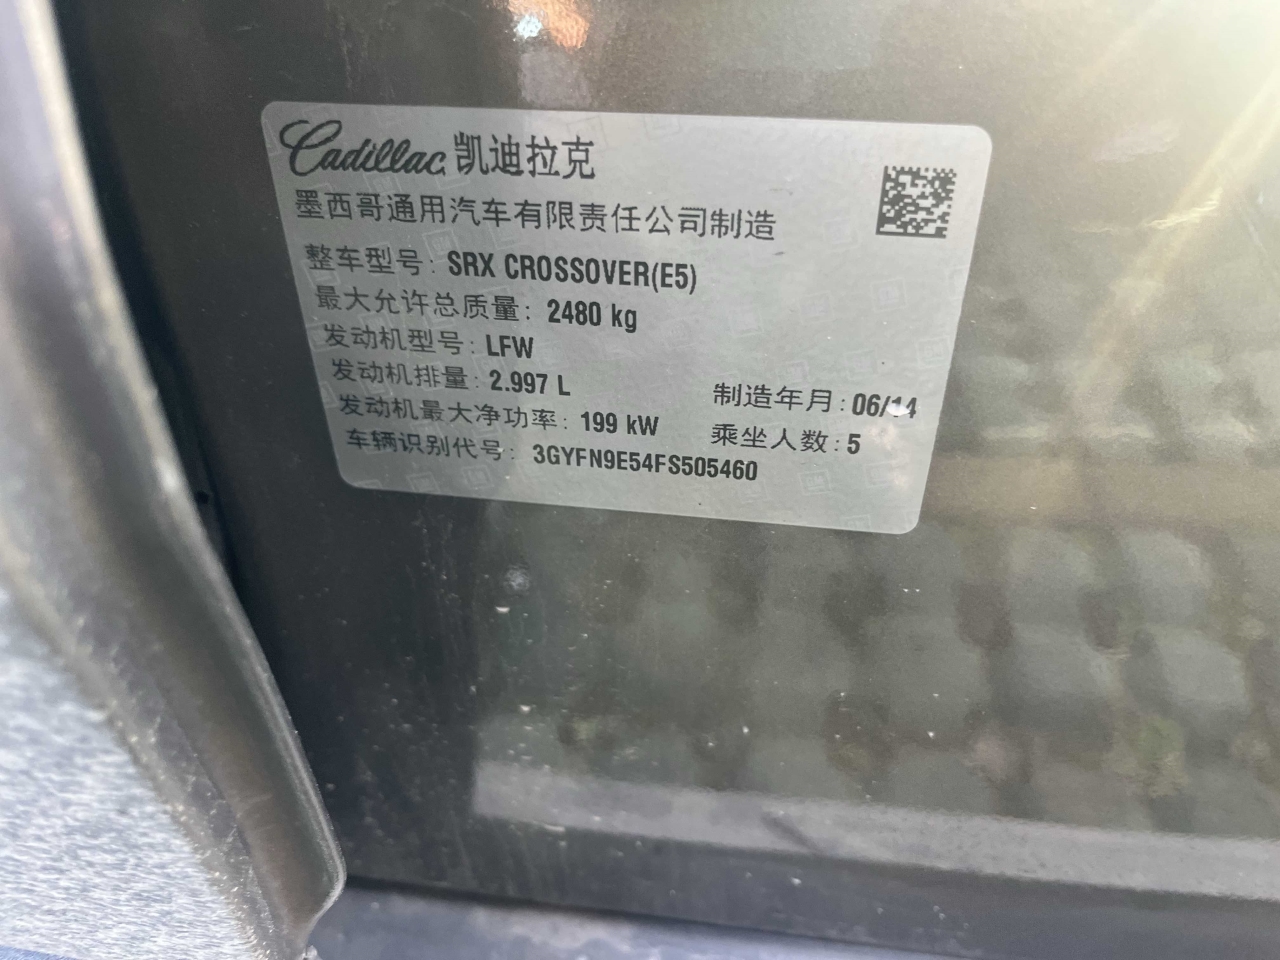 Cadillac 凯迪拉克
墨西哥通用汽车有限责任公司制造
整车型号: SRX CROSSOVER(E5)
最大允许总质量: 2480 kg
发动机型号: LFW
发动机排量: 2.997 L
制造年月: 06/14
发动机最大净功率: 199 kW
乘坐人数: 5
车辆识别代号: 3GYFN9E54FS505460